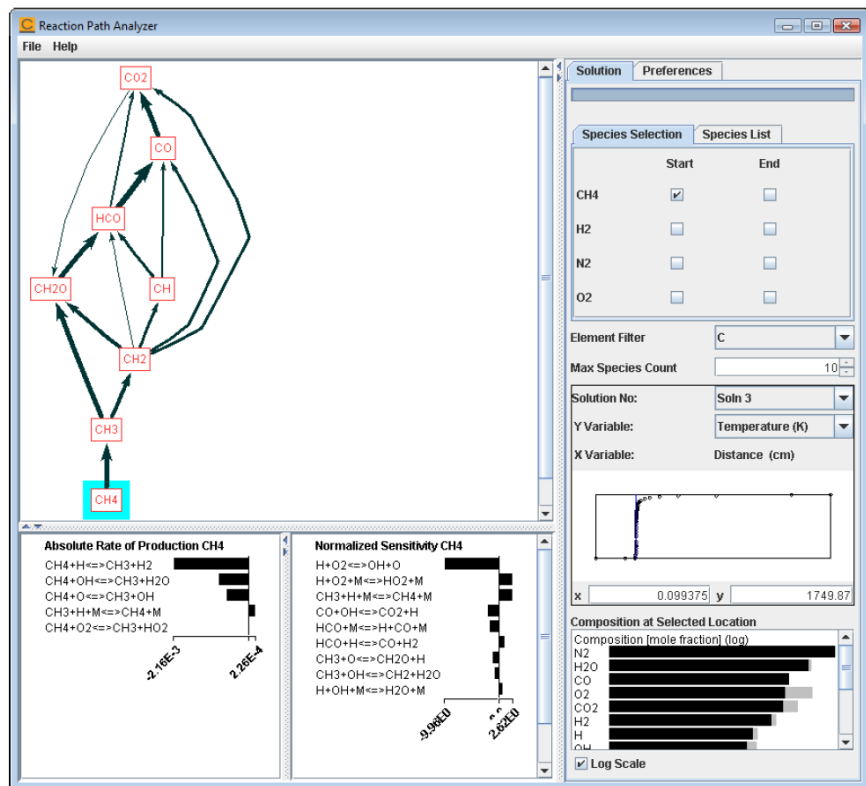 C Reaction Path Analyzer
File Help
CO2
CO
HCO
CH2O
CH
CH2
CH3
CH4
Solution Preferences
Species Selection Species List
Start End
CH4
H2
N2
O2
Element Filter C
Max Species Count 10
Solution No: Soln 3
Y Variable: Temperature (K)
X Variable: Distance (cm)
x 0.099375 y 1749.87
Absolute Rate of Production CH4
CH4+H<=>CH3+H2
CH4+OH<=>CH3+H2O
CH4+O<=>CH3+OH
CH3+H+M<=>CH4+M
CH4+O2<=>CH3+HO2
-2.16E-3 2.26E-4
Normalized Sensitivity CH4
H+O2<=>OH+O
H+O2+M<=>HO2+M
CH3+H+M<=>CH4+M
CO+OH<=>CO2+H
HCO+M<=>H+CO+M
HCO+H<=>CO+H2
CH3+O<=>CH2O+H
CH3+OH<=>CH2+H2O
H+OH+M<=>H2O+M
-9.96E0 2.62E0
Composition at Selected Location
Composition [mole fraction] (log)
N2
H2O
CO
O2
CO2
H2
H
OH
Log Scale